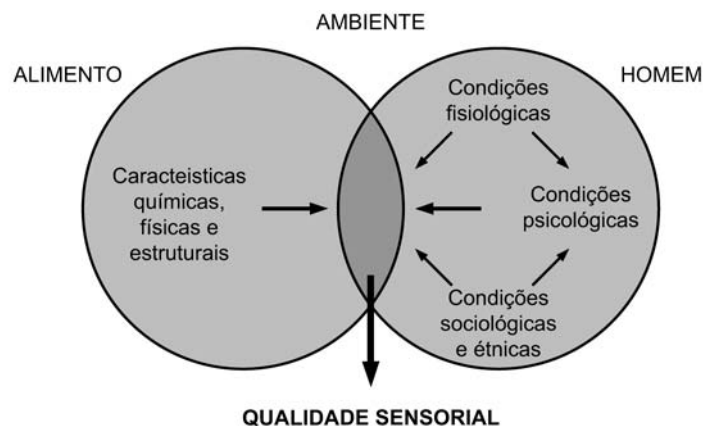 AMBIENTE
ALIMENTO
HOMEM
Condições
fisiológicas
Caracteisticas
químicas,
físicas e
estruturais
Condições
psicológicas
Condições
sociológicas
e étnicas
QUALIDADE SENSORIAL